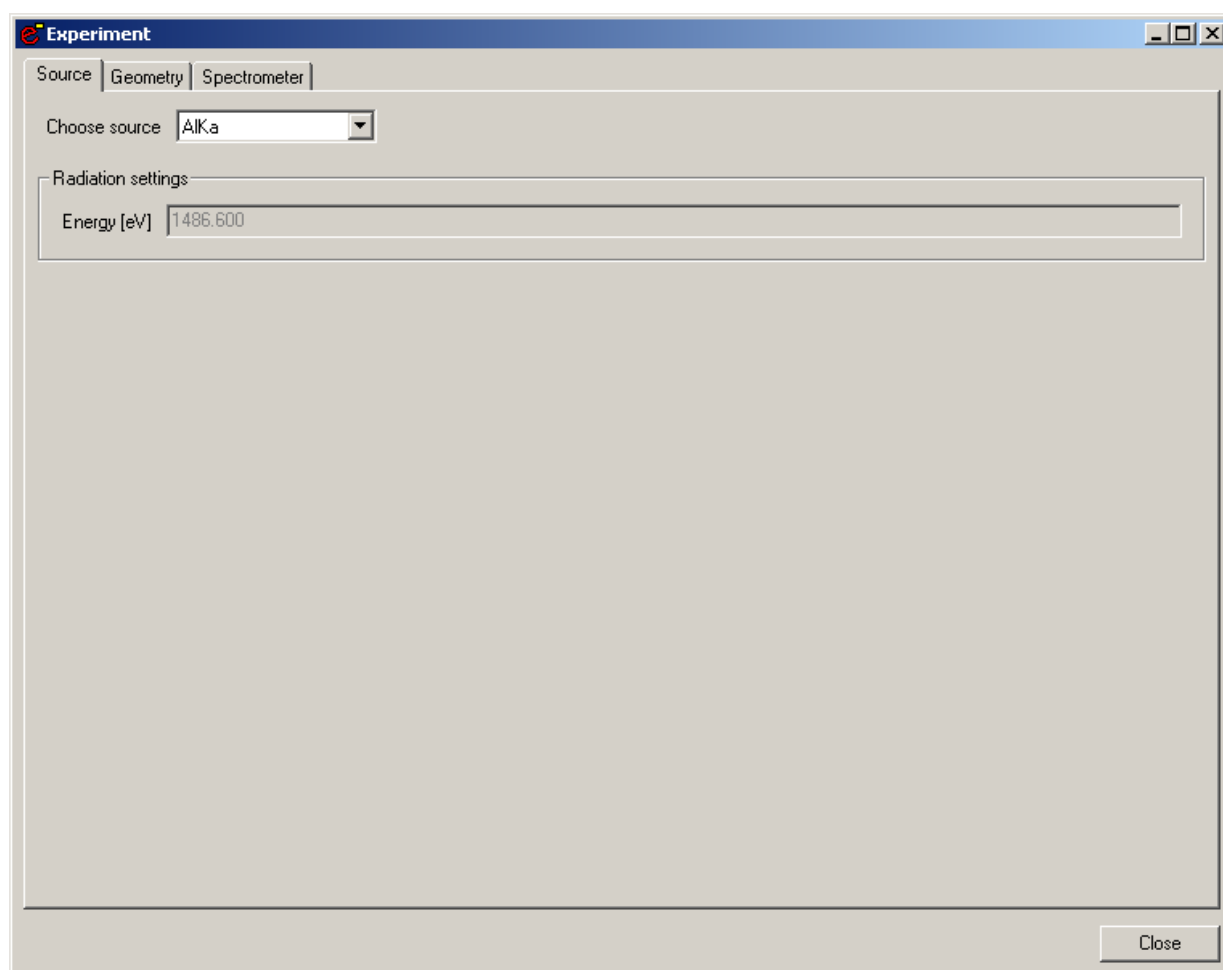 Experiment
Source Geometry Spectrometer
Choose source AlKa
Radiation settings
Energy [eV] 1486.600
Close